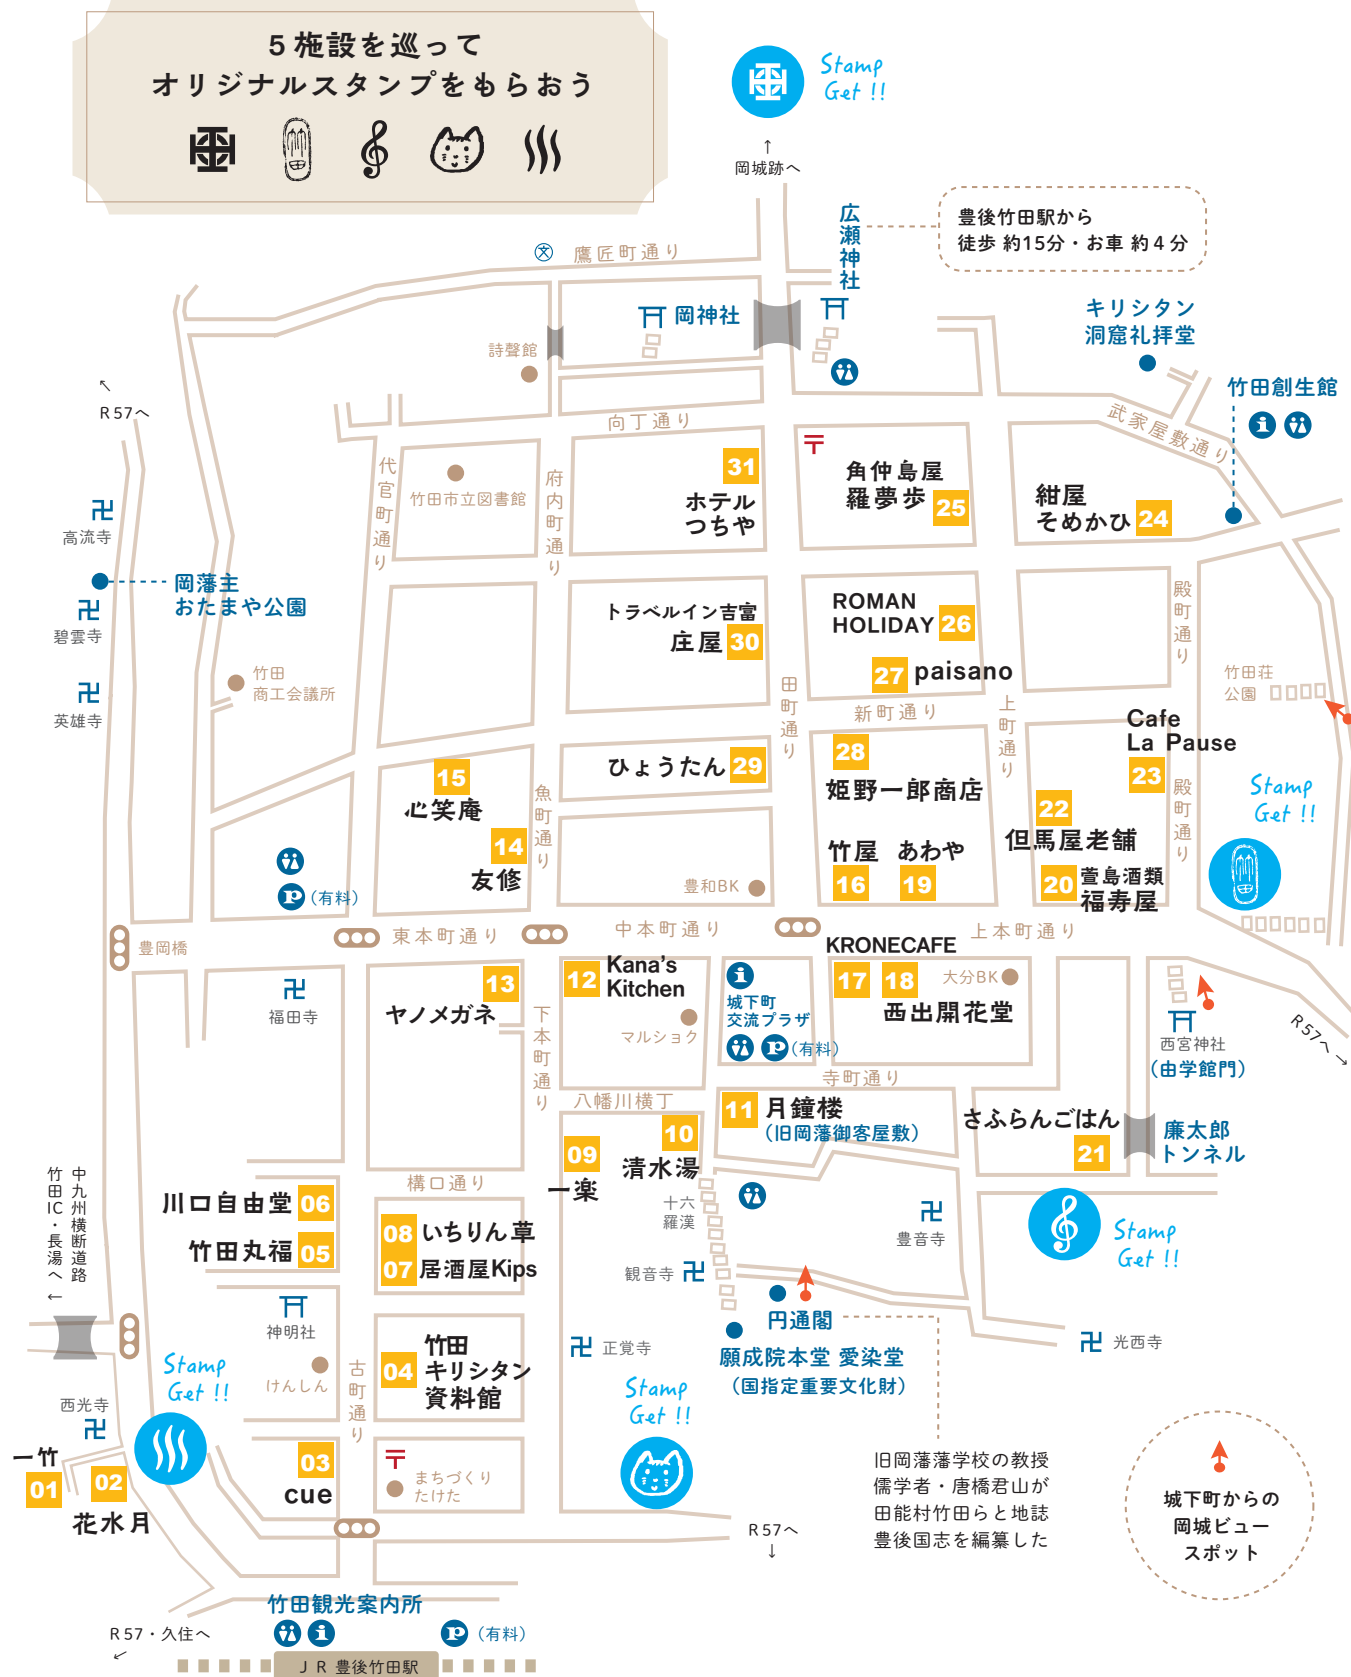 5施設を巡って
オリジナルスタンプをもらおう
Stamp
Get !!
↑
岡城跡へ
広瀬神社
豊後竹田駅から
徒歩 約15分・お車 約4分
文
鷹匠町通り
岡神社
キリシタン
洞窟礼拝堂
詩聲館
竹田創生館
↖
R57へ
向丁通り
武家屋敷通り
代官町通り
竹田市立図書館
府内町通り
31
ホテル
つちや
角仲島屋
羅夢歩 25
紺屋
そめかひ 24
高流寺
岡藩主
おたまや公園
碧雲寺
トラベルイン吉富
庄屋 30
ROMAN
HOLIDAY 26
殿町通り
27 paisano
竹田
商工会議所
英雄寺
田町通り
新町通り
上町通り
竹田荘
公園
Cafe
La Pause
23
28
姫野一郎商店
ひょうたん 29
15
心笑庵
魚町通り
殿町通り
Stamp
Get !!
22
但馬屋老舗
14
友修
竹屋
16
あわや
19
20 萱島酒類
福寿屋
豊和BK
P (有料)
豊岡橋
東本町通り
中本町通り
上本町通り
KRONECAFE
17
18
大分BK
西出開花堂
13
ヤノメガネ
12 Kana's
Kitchen
マルショク
i
城下町
交流プラザ
P (有料)
福田寺
下本町通り
西宮神社
(由学館門)
R57へ→
寺町通り
八幡川横丁
11 月鐘楼
(旧岡藩御客屋敷)
さふらんごはん
21
廉太郎
トンネル
10
清水湯
09
一楽
中九州横断道路
竹田IC・長湯へ←
構口通り
川口自由堂 06
竹田丸福 05
08 いちりん草
07 居酒屋Kips
十六
羅漢
豊音寺
Stamp
Get !!
観音寺
神明社
円通閣
正覚寺
願成院本堂 愛染堂
(国指定重要文化財)
光西寺
04 竹田
キリシタン
資料館
けんしん
古町通り
Stamp
Get !!
西光寺
Stamp
Get !!
一竹
01
02
花水月
03
cue
まちづくり
たけた
旧岡藩藩学校の教授
儒学者・唐橋君山が
田能村竹田らと地誌
豊後国志を編纂した
城下町からの
岡城ビュー
スポット
R57へ
↓
竹田観光案内所
i
P (有料)
R57・久住へ
↙
JR 豊後竹田駅